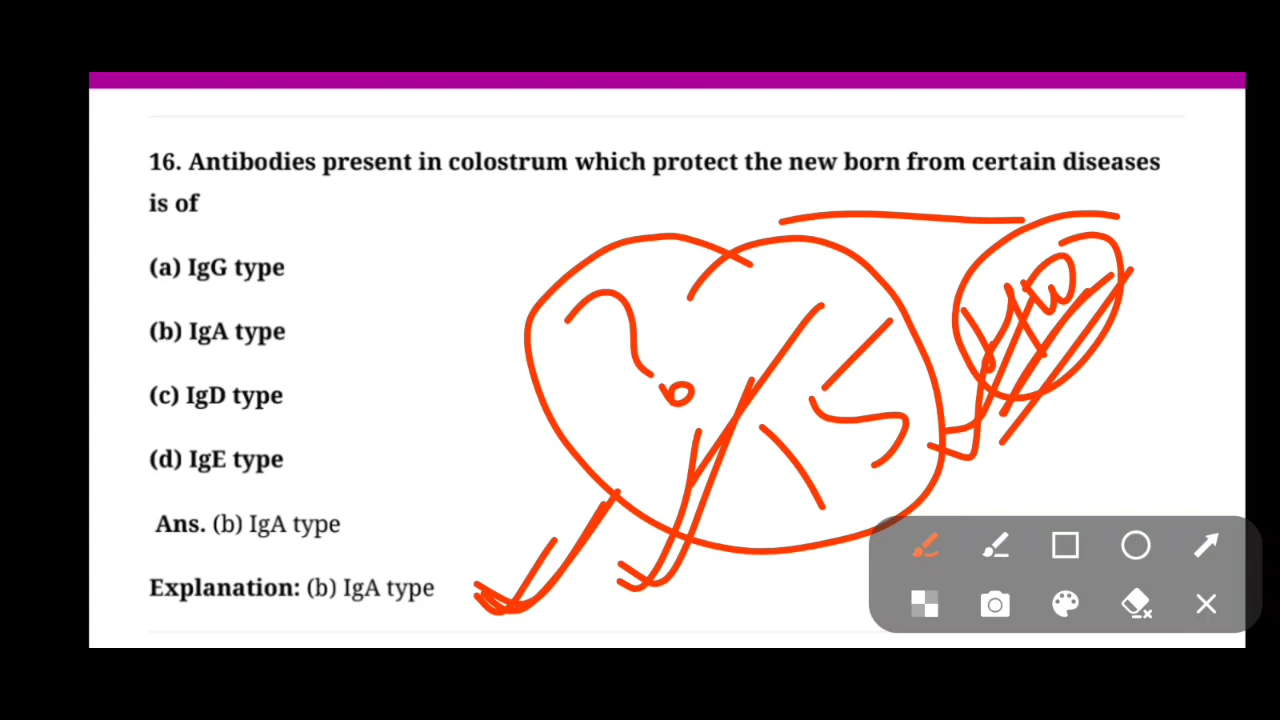 16. Antibodies present in colostrum which protect the new born from certain diseases
is of
(a) IgG type
(b) IgA type
(c) IgD type
(d) IgE type
Ans. (b) IgA type
Explanation: (b) IgA type